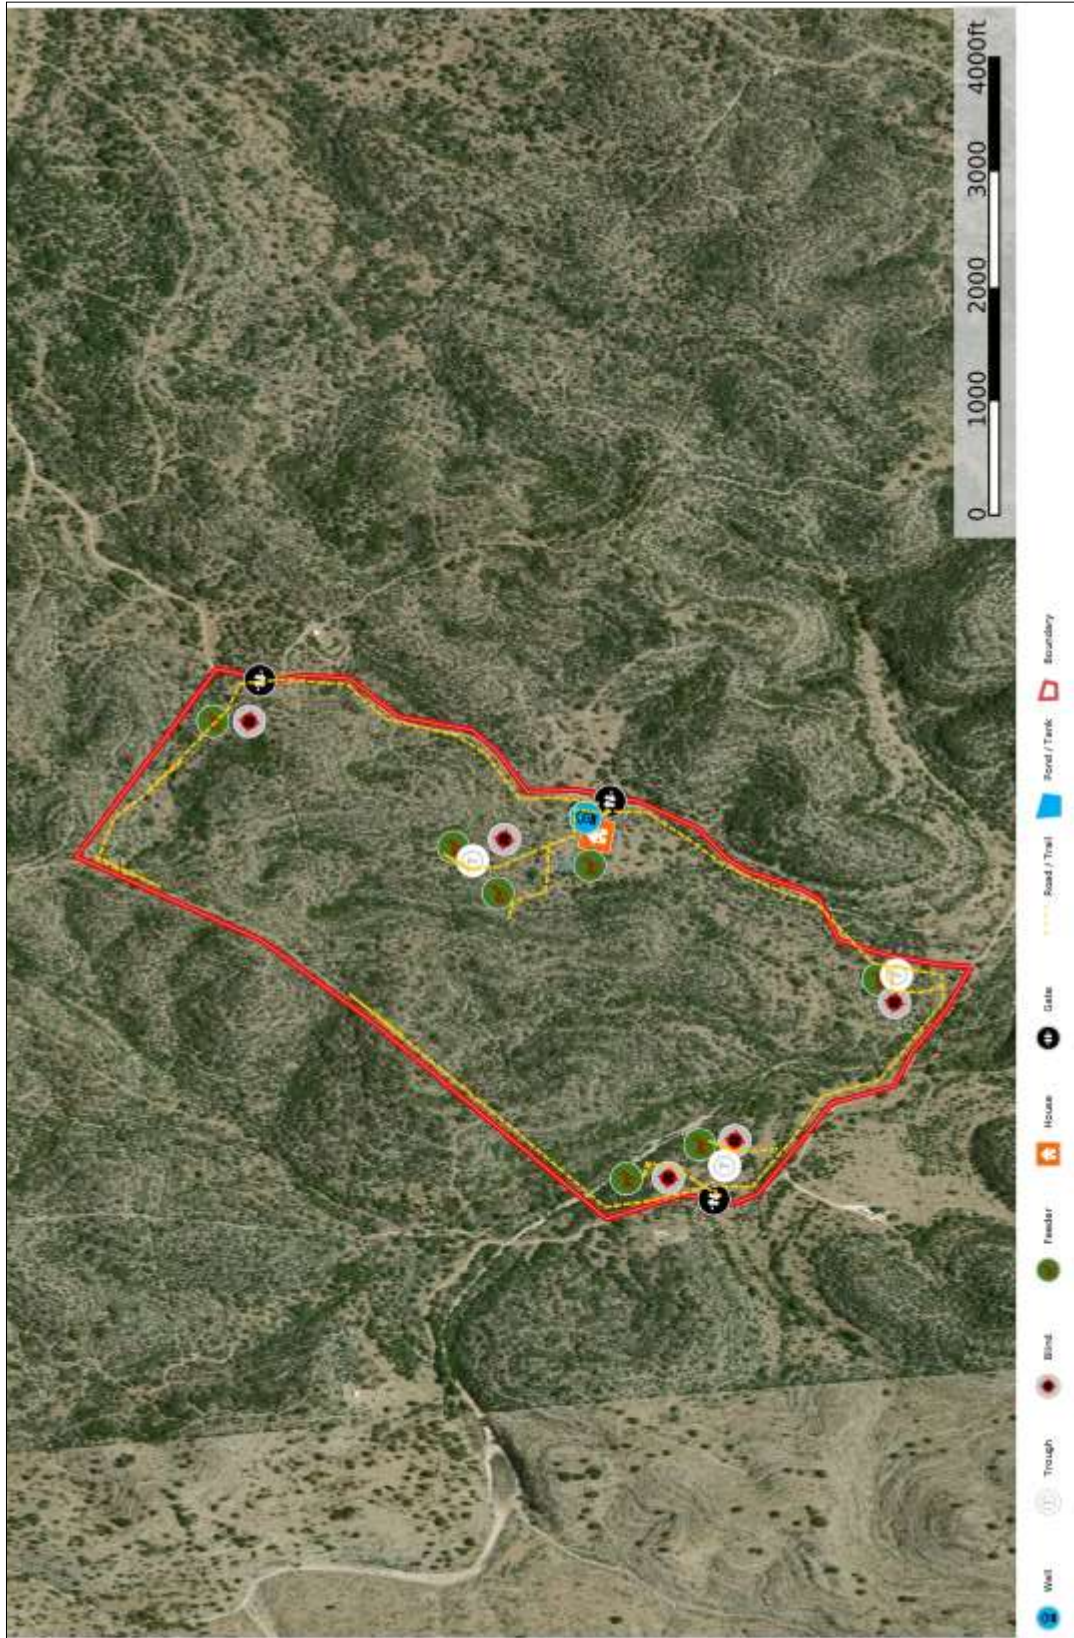 0 1000 2000 3000 4000ft
Well Trough Blind Feeder House Gate Road / Trail Pond / Tank Boundary